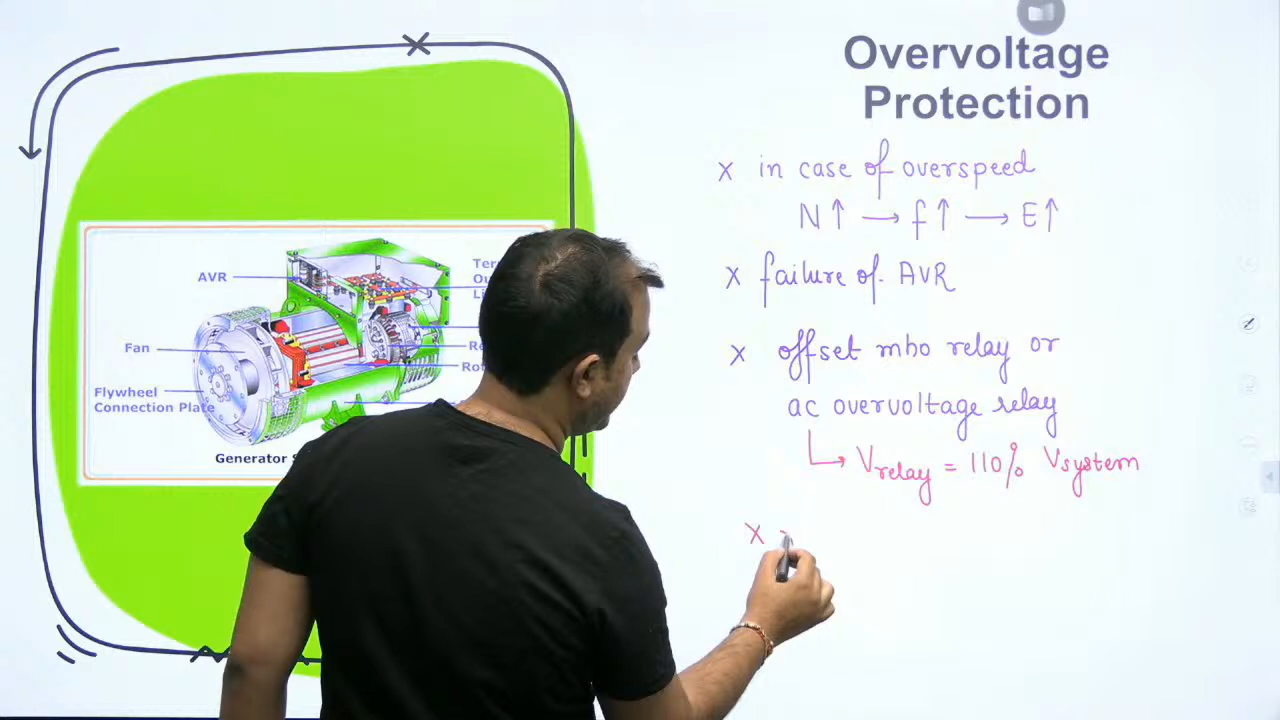 Overvoltage
Protection
x in case of overspeed
N↑ → f↑ → E↑
x failure of AVR
x offset mho relay or
ac overvoltage relay
↳ Vrelay = 110% Vsystem
x
AVR
Fan
Flywheel
Connection Plate
Generator